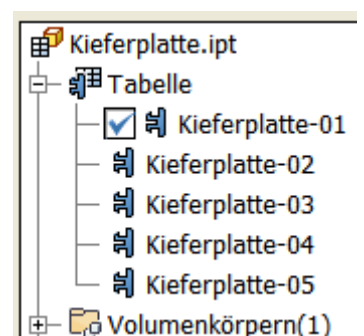 Kieferplatte.ipt
Tabelle
Kieferplatte-01
Kieferplatte-02
Kieferplatte-03
Kieferplatte-04
Kieferplatte-05
Volumenkörpern(1)